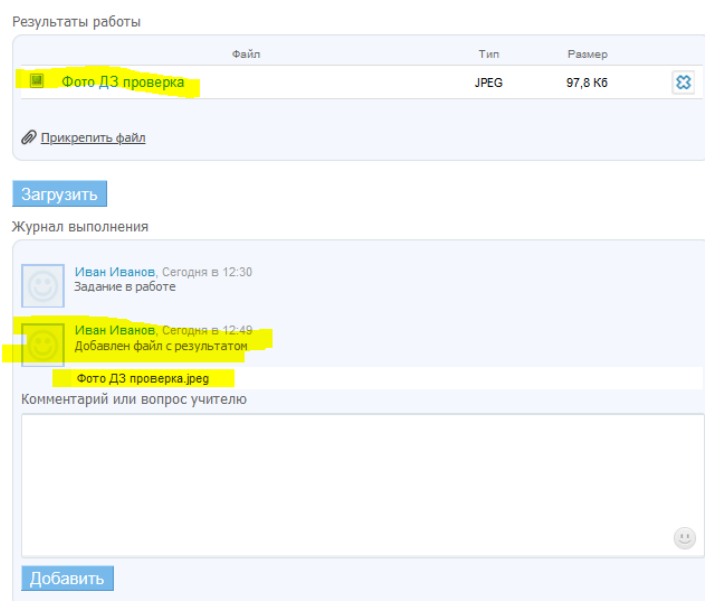 Результаты работы
Файл Тип Размер
Фото ДЗ проверка JPEG 97,8 Кб
Прикрепить файл
Загрузить
Журнал выполнения
Иван Иванов, Сегодня в 12:30
Задание в работе
Иван Иванов, Сегодня в 12:49
Добавлен файл с результатом.
Фото ДЗ проверка.jpeg
Комментарий или вопрос учителю
Добавить